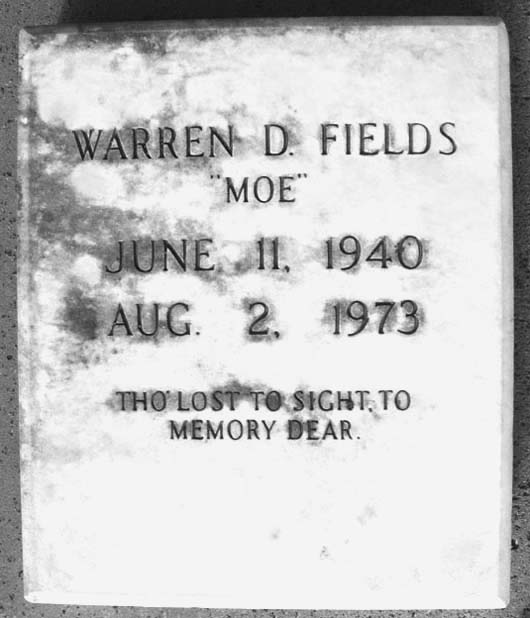 WARREN D. FIELDS
"MOE"
JUNE 11, 1940
AUG. 2, 1973
THO' LOST TO SIGHT, TO
MEMORY DEAR.